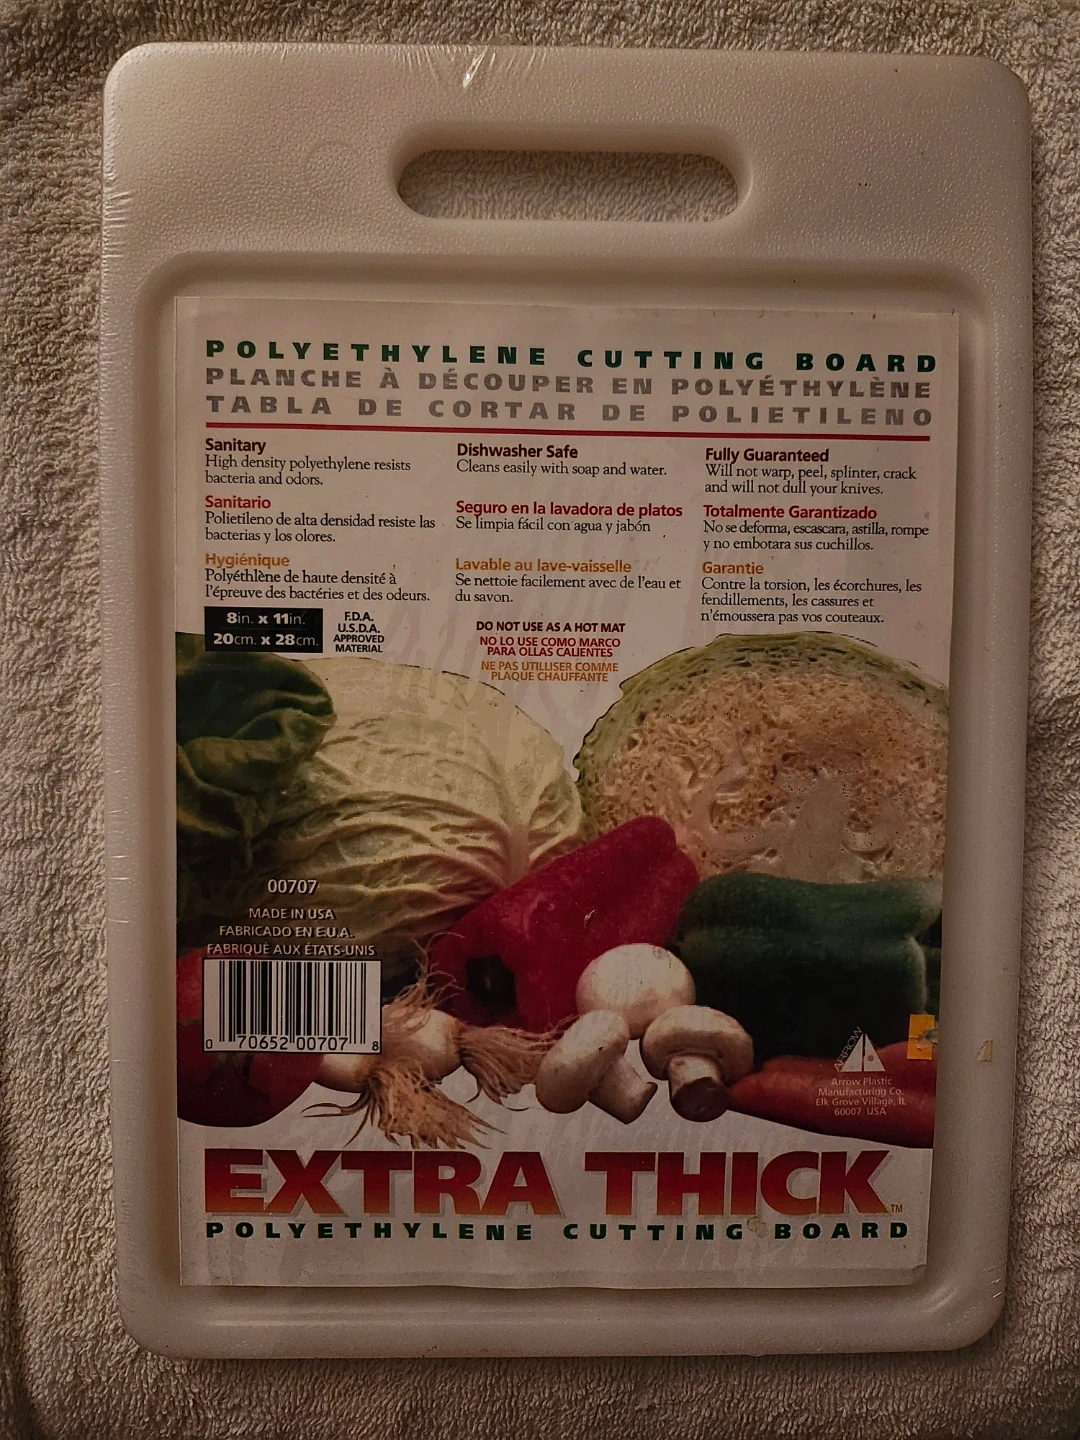 POLYETHYLENE CUTTING BOARD
PLANCHE À DÉCOUPER EN POLYÉTHYLÈNE
TABLA DE CORTAR DE POLIETILENO
Sanitary
High density polyethylene resists
bacteria and odors.
Sanitario
Polietileno de alta densidad resiste las
bacterias y los olores.
Hygiénique
Polyéthlène de haute densité à
l'épreuve des bactéries et des odeurs.
Dishwasher Safe
Cleans easily with soap and water.
Seguro en la lavadora de platos
Se limpia fácil con agua y jabón
Lavable au lave-vaisselle
Se nettoie facilement avec de l'eau et
du savon.
Fully Guaranteed
Will not warp, peel, splinter, crack
and will not dull your knives.
Totalmente Garantizado
No se deforma, escascara, astilla, rompe
y no embotara sus cuchillos.
Garantie
Contre la torsion, les écorchures, les
fendillements, les cassures et
n'émoussera pas vos couteaux.
8in. x 11in.
20cm. x 28cm.
F.D.A.
U.S.D.A.
APPROVED
MATERIAL
DO NOT USE AS A HOT MAT
NO LO USE COMO MARCO
PARA OLLAS CALIENTES
NE PAS UTILLISER COMME
PLAQUE CHAUFFANTE
00707
MADE IN USA
FABRICADO EN E.U.A.
FABRIQUÉ AUX ÉTATS-UNIS
0 70652 00707 8
ARROW
Arrow Plastic
Manufacturing Co.
Elk Grove Village, IL
60007 USA
EXTRA THICK™
POLYETHYLENE CUTTING BOARD